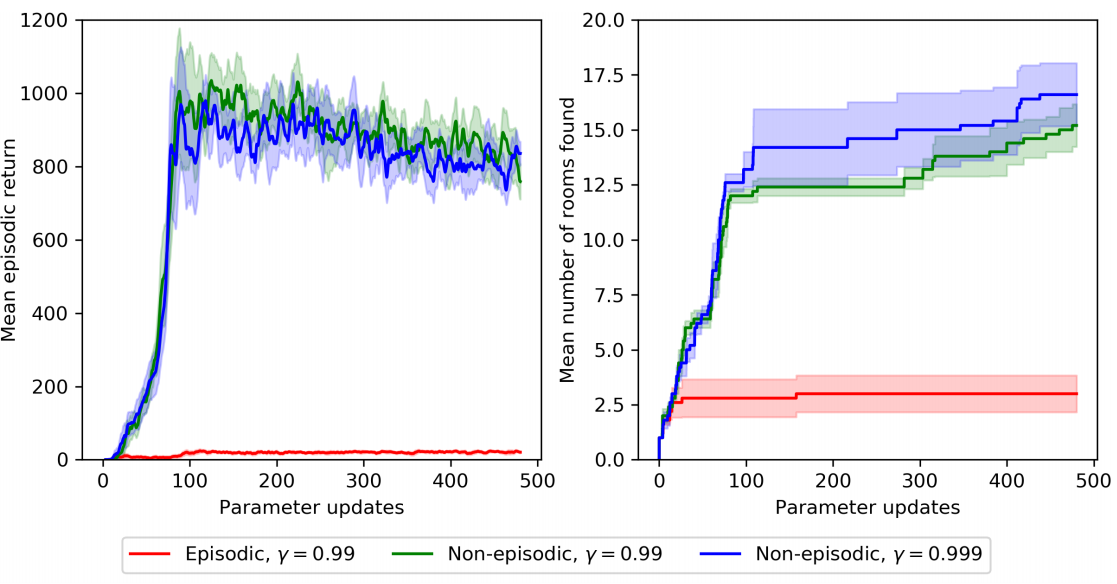 Mean episodic return
1200
1000
800
600
400
200
0
0 100 200 300 400 500
Parameter updates
Mean number of rooms found
20.0
17.5
15.0
12.5
10.0
7.5
5.0
2.5
0.0
0 100 200 300 400 500
Parameter updates
Episodic, γ = 0.99 Non-episodic, γ = 0.99 Non-episodic, γ = 0.999